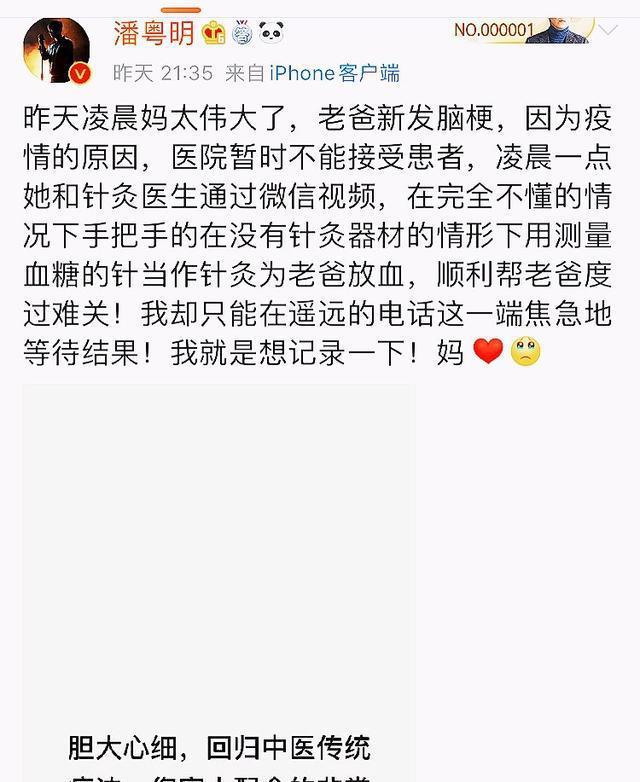 潘粤明
NO.000001
昨天 21:35 来自iPhone客户端
昨天凌晨妈太伟大了，老爸新发脑梗，因为疫
情的原因，医院暂时不能接受患者，凌晨一点
她和针灸医生通过微信视频，在完全不懂的情
况下手把手的在没有针灸器材的情形下用测量
血糖的针当作针灸为老爸放血，顺利帮老爸度
过难关！我却只能在遥远的电话这一端焦急地
等待结果！我就是想记录一下！妈❤️🥺
胆大心细，回归中医传统